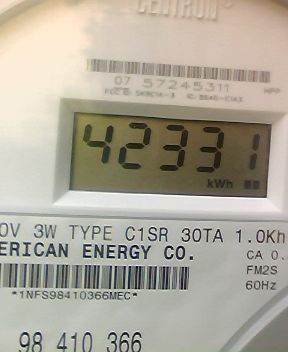 CENTRON®
07 57245311
HPP
42331
kWh
0V 3W TYPE C1SR 30TA 1.0Kh
ERICAN ENERGY CO.
CA 0.
FM2S
*1NFS98410366MEC*
60Hz
98 410 366